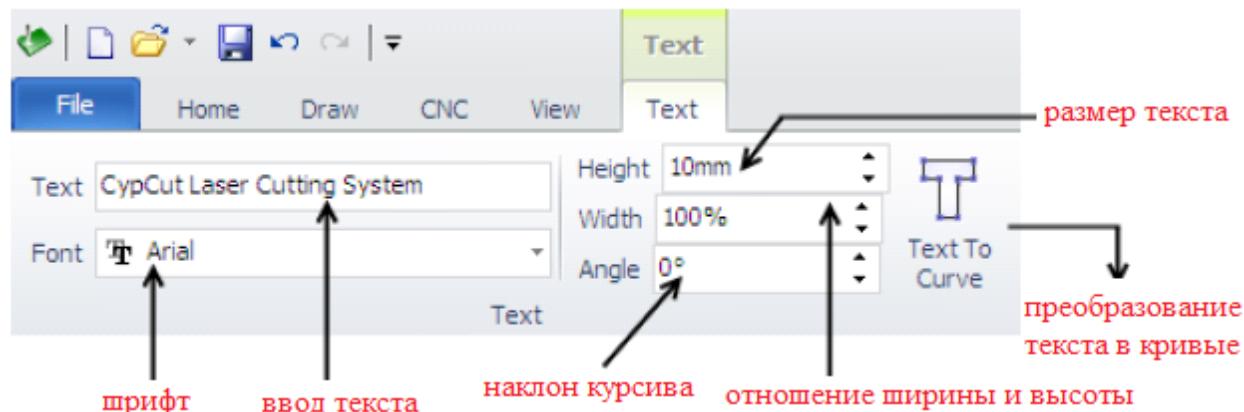 Text
File Home Draw CNC View Text
размер текста
Text CypCut Laser Cutting System
Height 10mm
Width 100%
Font Arial
Angle 0°
Text To
Curve
Text
преобразование
текста в кривые
шрифт
ввод текста
наклон курсива
отношение ширины и высоты